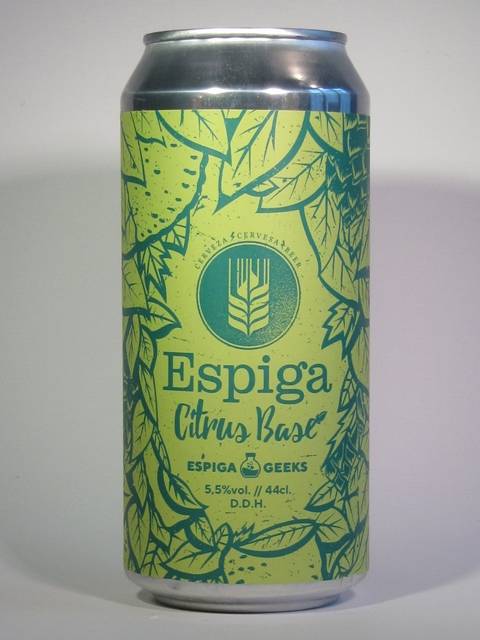 CERVEZA CERVESA BEER
Espiga
Citrus Base
ESPIGA GEEKS
5,5%vol. // 44cl.
D.D.H.